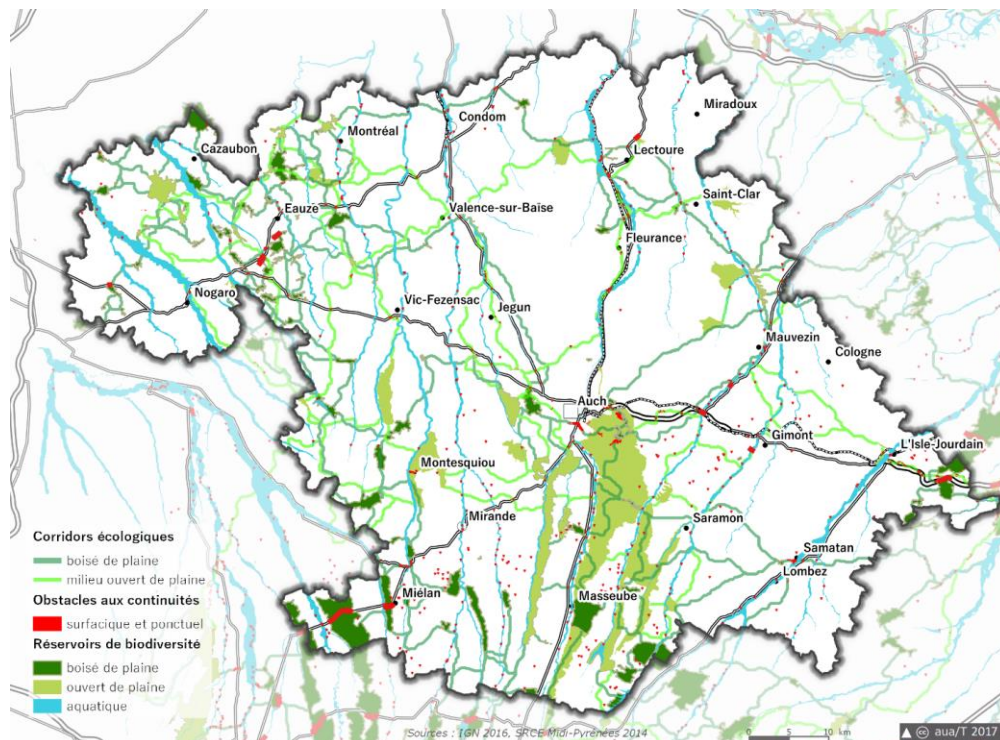 Miradoux
Condom
Montréal
Cazaubon
Lectoure
Saint-Clar
Eauze
Valence-sur-Baïse
Fleurance
Nogaro
Vic-Fezensac
Jegun
Mauvezin
Cologne
Auch
Gimont
L'Isle-Jourdain
Montesquiou
Mirande
Saramon
Samatan
Lombez
Miélan
Masseube
Corridors écologiques
boisé de plaine
milieu ouvert de plaine
Obstacles aux continuités
surfacique et ponctuel
Réservoirs de biodiversité
boisé de plaine
ouvert de plaine
aquatique
Sources : IGN 2016, SRCE Midi-Pyrénées 2014
0 5 10 km
cc aua/T 2017